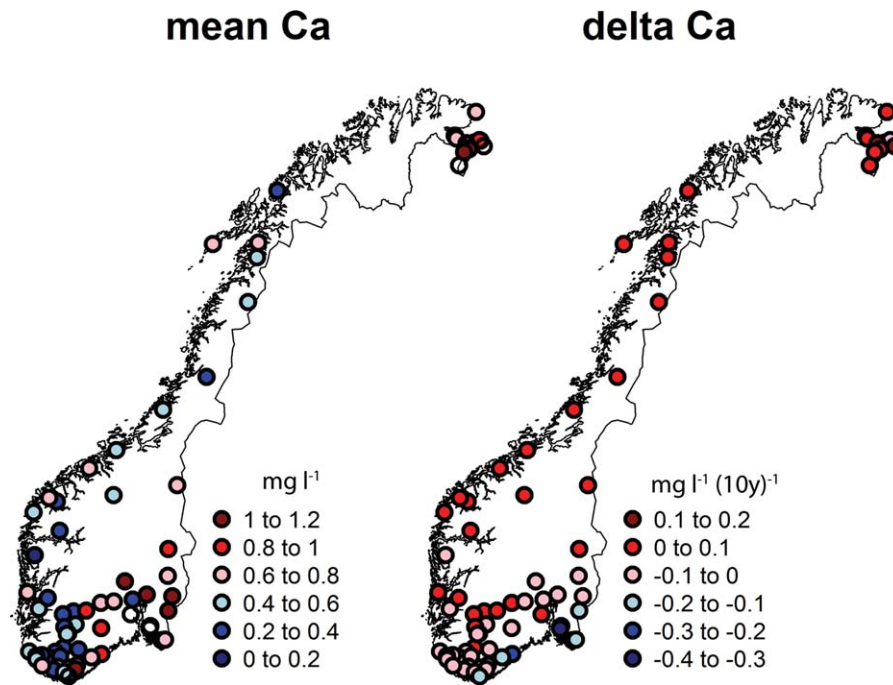 mean Ca
delta Ca
mg l⁻¹
1 to 1.2
0.8 to 1
0.6 to 0.8
0.4 to 0.6
0.2 to 0.4
0 to 0.2
mg l⁻¹ (10y)⁻¹
0.1 to 0.2
0 to 0.1
-0.1 to 0
-0.2 to -0.1
-0.3 to -0.2
-0.4 to -0.3